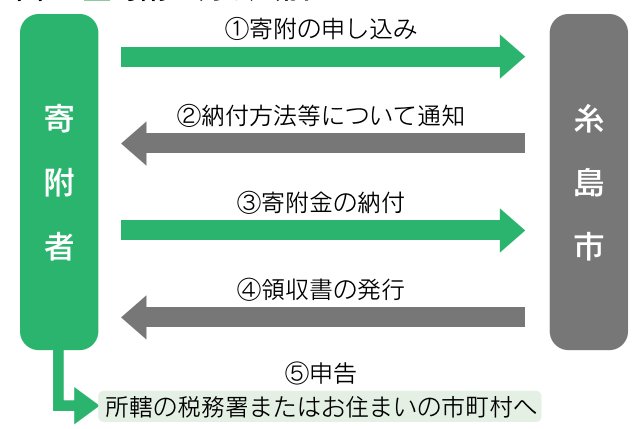 ①寄附の申し込み
寄附者
糸島市
②納付方法等について通知
③寄附金の納付
④領収書の発行
⑤申告
所轄の税務署またはお住まいの市町村へ